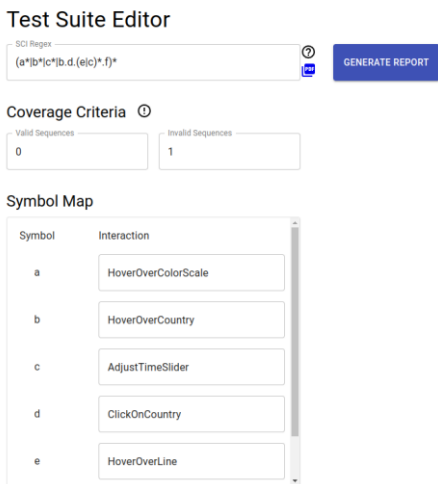 Test Suite Editor
SCI Regex
(a*|b*|c*|b.d.(e|c)*.f)*
?
PDF
GENERATE REPORT
Coverage Criteria
Valid Sequences
Invalid Sequences
0
1
Symbol Map
Symbol Interaction
a HoverOverColorScale
b HoverOverCountry
c AdjustTimeSlider
d ClickOnCountry
e HoverOverLine